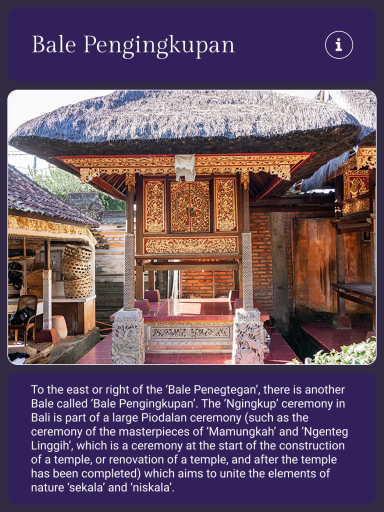 Bale Pengingkupan
i
To the east or right of the ‘Bale Penegtegan’, there is another
Bale called ‘Bale Pengingkupan’. The ‘Ngingkup’ ceremony in
Bali is part of a large Piodalan ceremony (such as the
ceremony of the masterpieces of ‘Mamungkah’ and ‘Ngenteg
Linggih’, which is a ceremony at the start of the construction
of a temple, or renovation of a temple, and after the temple
has been completed) which aims to unite the elements of
nature ‘sekala’ and ‘niskala’.